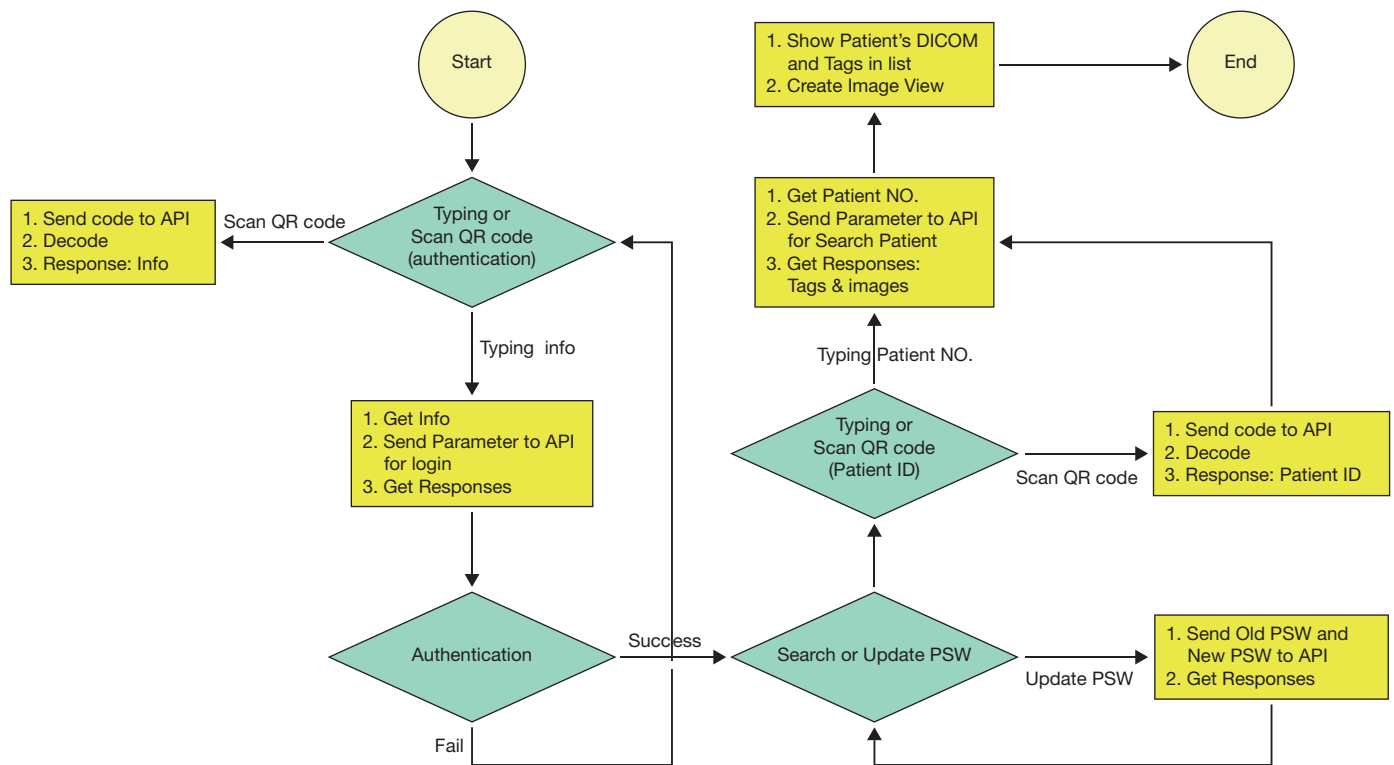 Start
Typing or
Scan QR code
(authentication)
Scan QR code
1. Send code to API
2. Decode
3. Response: Info
Typing info
1. Get Info
2. Send Parameter to API
for login
3. Get Responses
Authentication
Fail
Success
Search or Update PSW
Update PSW
1. Send Old PSW and
New PSW to API
2. Get Responses
Typing or
Scan QR code
(Patient ID)
Scan QR code
1. Send code to API
2. Decode
3. Response: Patient ID
Typing Patient NO.
1. Get Patient NO.
2. Send Parameter to API
for Search Patient
3. Get Responses:
Tags & images
1. Show Patient's DICOM
and Tags in list
2. Create Image View
End